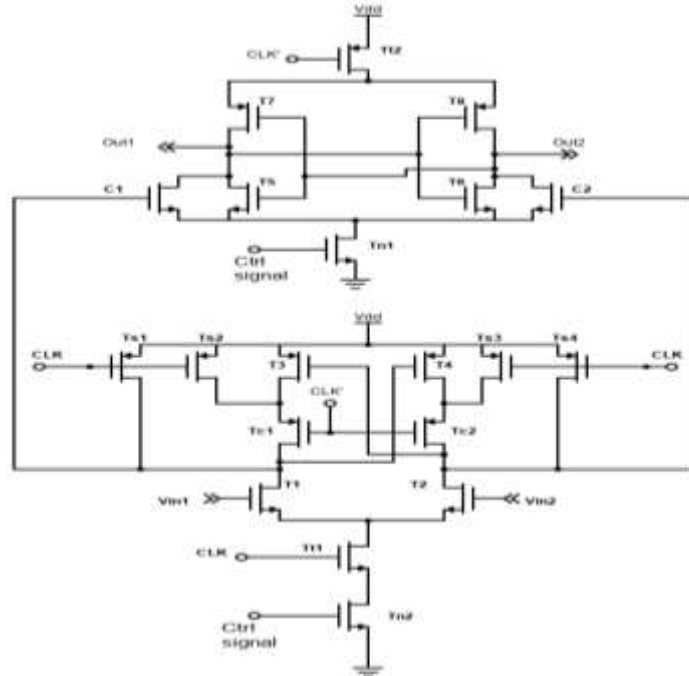 Vdd
CLK'
Tt2
T7
T8
Out1
Out2
C1
T5
T6
C2
Tn1
Ctrl
signal
Vdd
Ts1
Ts2
Ts3
Ts4
CLK
T3
T4
CLK
CLK'
Tc1
Tc2
T1
T2
Vin1
Vin2
CLK
Tt1
Tn2
Ctrl
signal